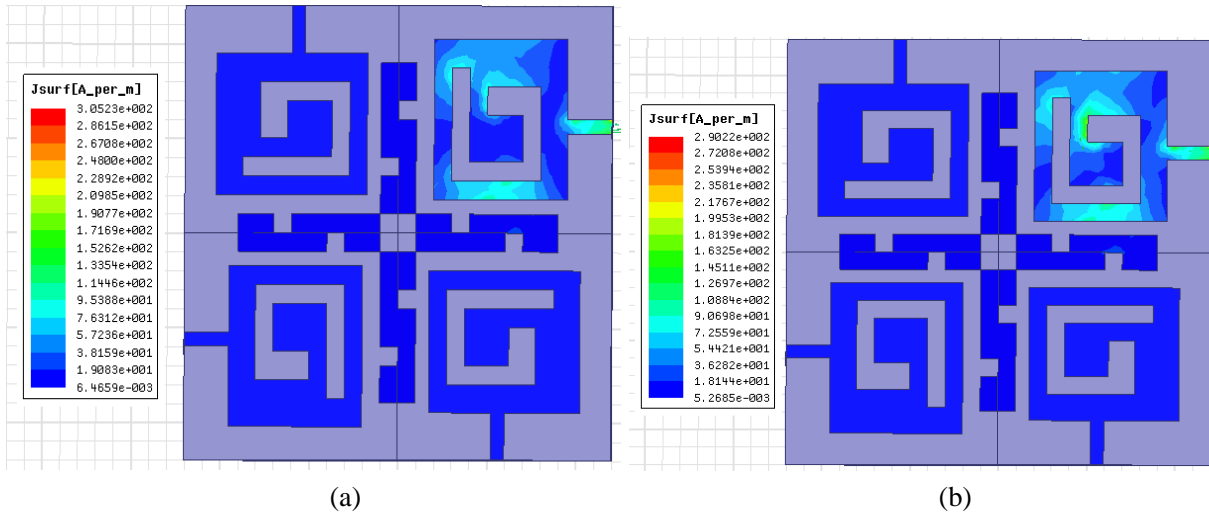 Jsurf[A_per_m]
3.0523e+002
2.8615e+002
2.6708e+002
2.4800e+002
2.2892e+002
2.0985e+002
1.9077e+002
1.7169e+002
1.5262e+002
1.3354e+002
1.1446e+002
9.5388e+001
7.6312e+001
5.7236e+001
3.8159e+001
1.9083e+001
6.4659e-003
(a)
Jsurf[A_per_m]
2.9022e+002
2.7208e+002
2.5394e+002
2.3581e+002
2.1767e+002
1.9953e+002
1.8139e+002
1.6325e+002
1.4511e+002
1.2697e+002
1.0884e+002
9.0698e+001
7.2559e+001
5.4421e+001
3.6282e+001
1.8144e+001
5.2685e-003
(b)